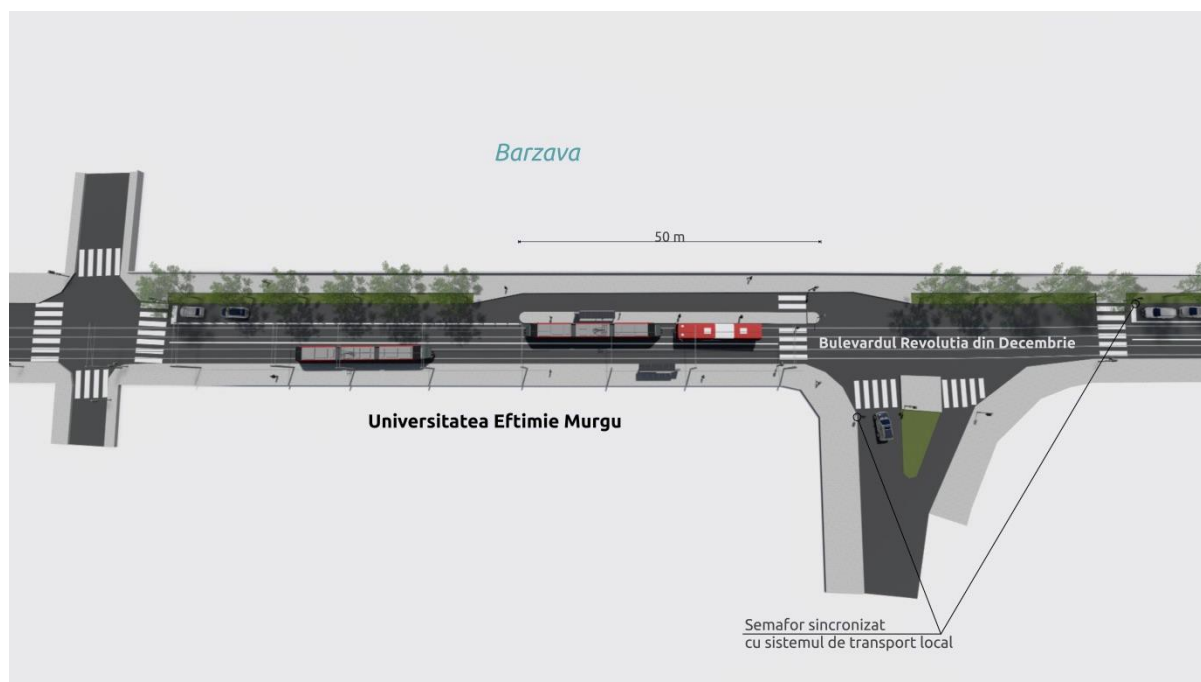 Barzava
50 m
Bulevardul Revolutia din Decembrie
Universitatea Eftimie Murgu
Semafor sincronizat
cu sistemul de transport local